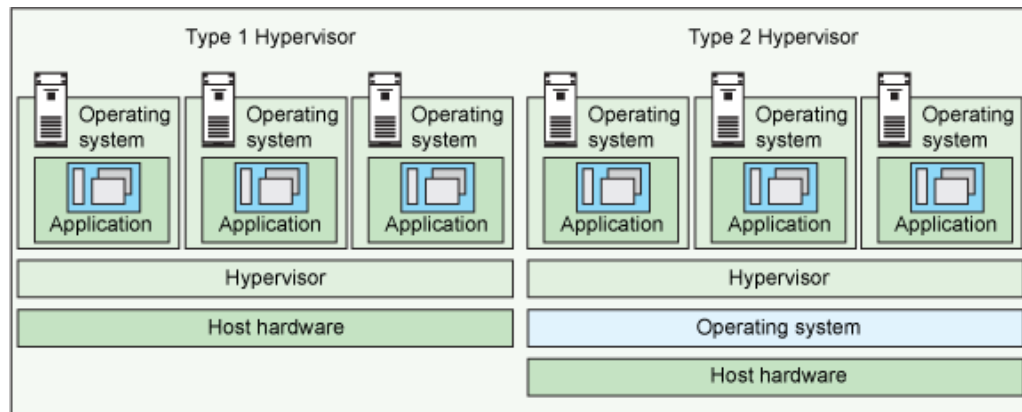 Type 1 Hypervisor
Operating
system
Application
Operating
system
Application
Operating
system
Application
Hypervisor
Host hardware
Type 2 Hypervisor
Operating
system
Application
Operating
system
Application
Operating
system
Application
Hypervisor
Operating system
Host hardware